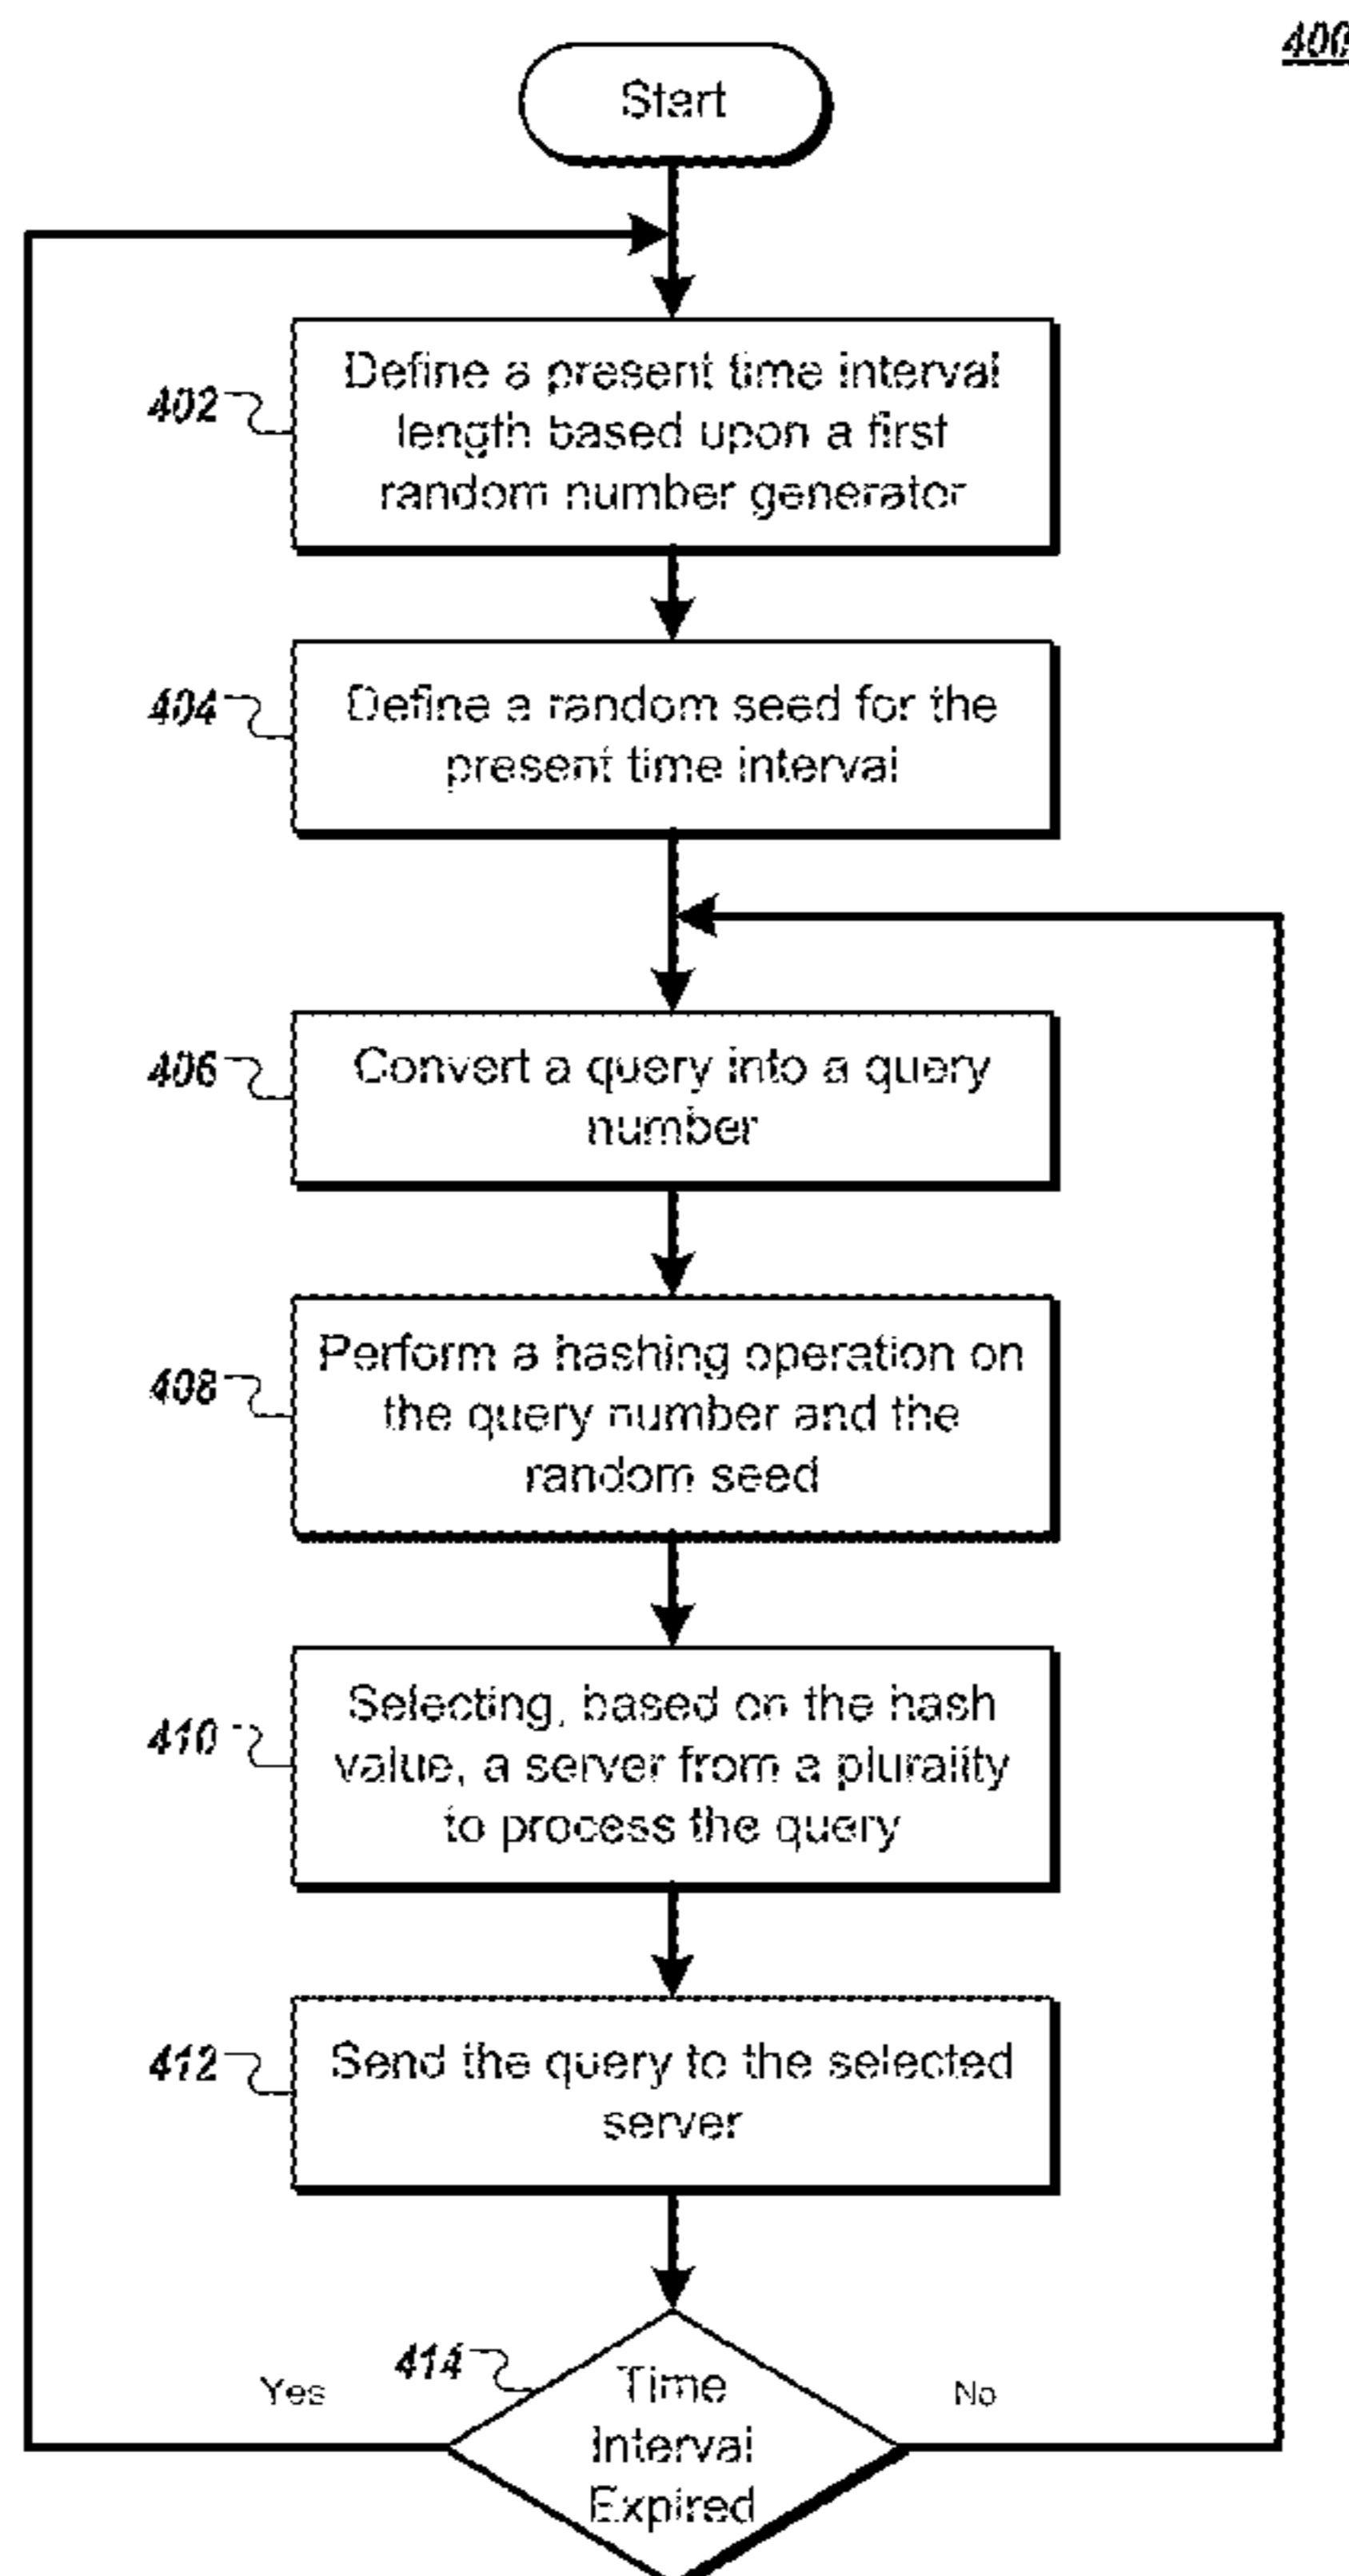 400
Start
Define a present time interval
length based upon a first
random number generator
402
Define a random seed for the
present time interval
404
Convert a query into a query
number
406
Perform a hashing operation on
the query number and the
random seed
408
Selecting, based on the hash
value, a server from a plurality
to process the query
410
Send the query to the selected
server
412
414
Time
Interval
Expired
Yes
No